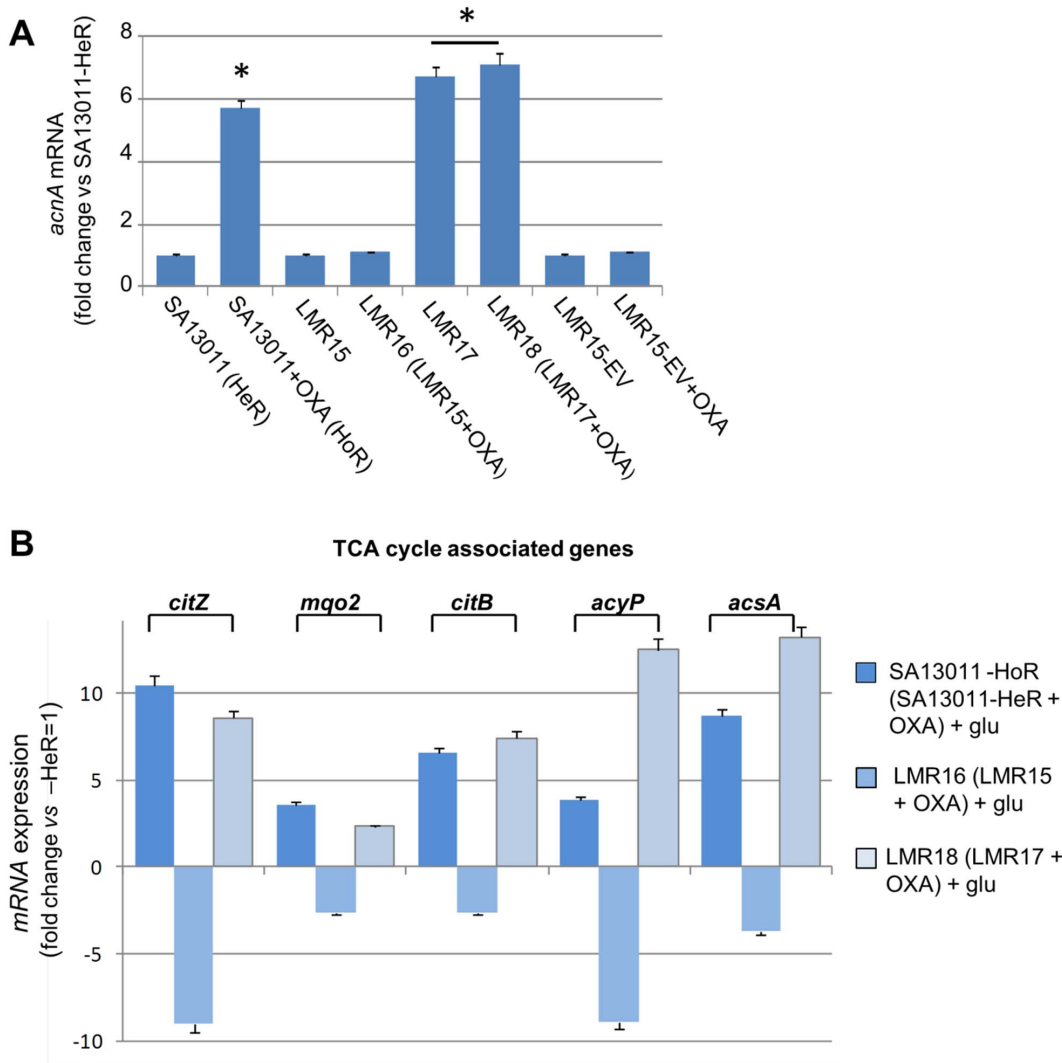 A
acnA mRNA
(fold change vs SA13011-HeR)
8
6
4
2
0
*
*
SA13011 (HeR)
SA13011+OXA (HoR)
LMR15
LMR16 (LMR15+OXA)
LMR17
LMR18 (LMR17+OXA)
LMR15-EV
LMR15-EV+OXA
B
TCA cycle associated genes
citZ
mqo2
citB
acyP
acsA
mRNA expression
(fold change vs –HeR=1)
10
5
0
-5
-10
SA13011 -HoR
(SA13011-HeR +
OXA) + glu
LMR16 (LMR15
+ OXA) + glu
LMR18 (LMR17 +
OXA) + glu